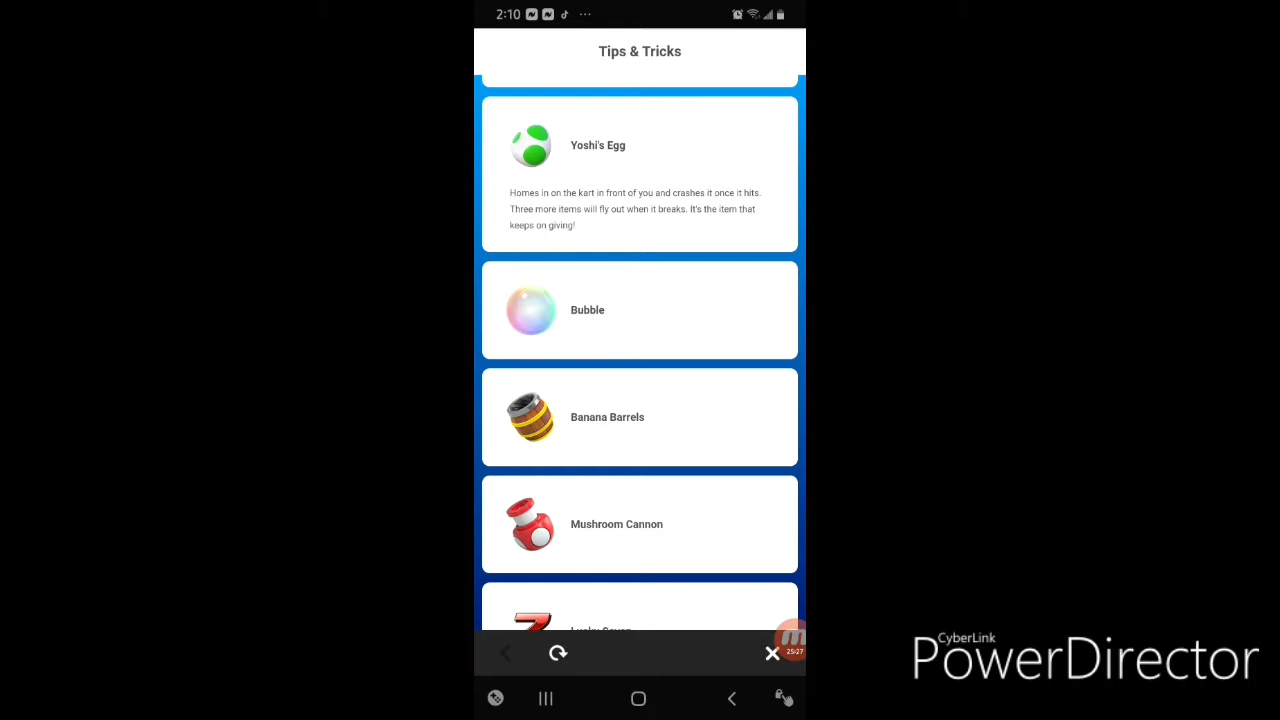 2:10
Tips & Tricks
Yoshi's Egg
Homes in on the kart in front of you and crashes it once it hits.
Three more items will fly out when it breaks. It's the item that
keeps on giving!
Bubble
Banana Barrels
Mushroom Cannon
25:27
CyberLink
PowerDirector